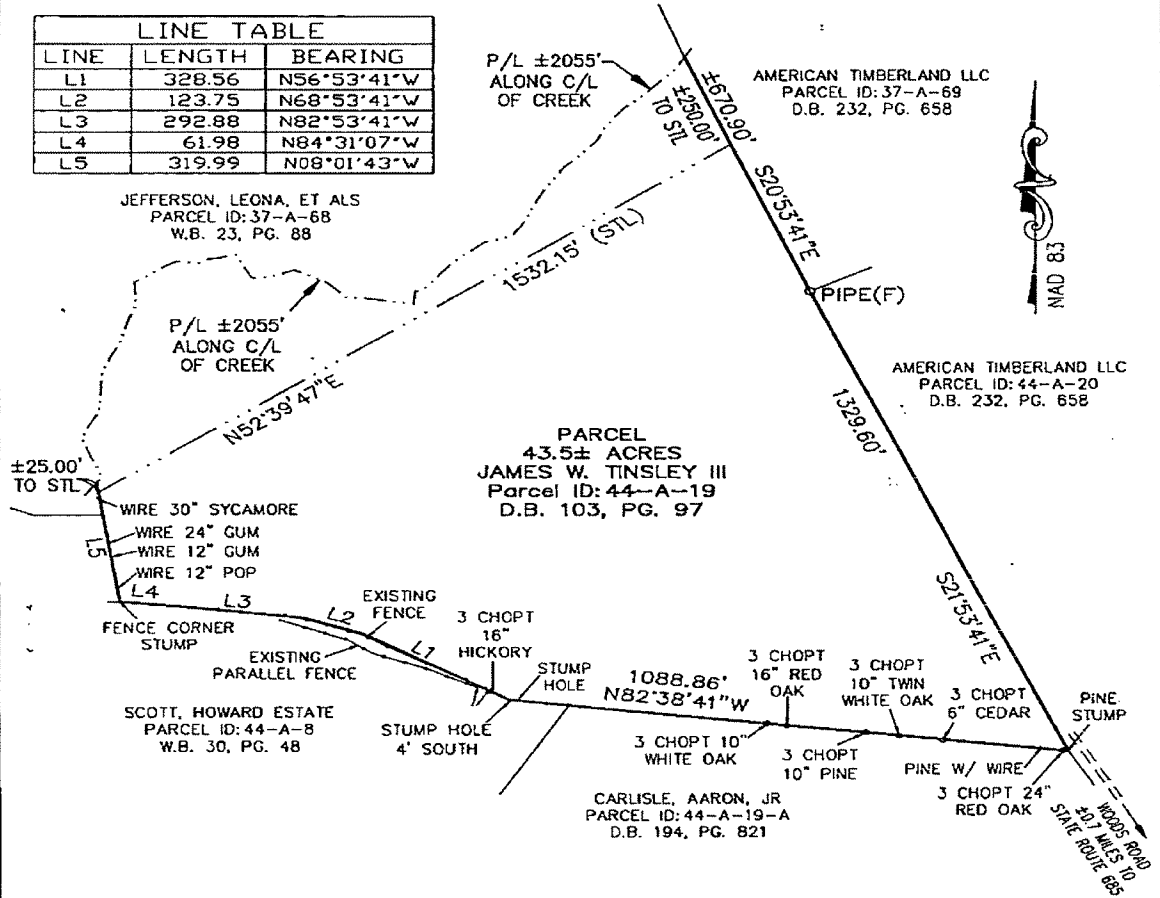 LINE TABLE
LINE LENGTH BEARING
L1 328.56 N56°53'41"W
L2 123.75 N68°53'41"W
L3 292.88 N82°53'41"W
L4 61.98 N84°31'07"W
L5 319.99 N08°01'43"W
P/L ±2055'
ALONG C/L
OF CREEK
±670.90'
±250.00'
TO STL
AMERICAN TIMBERLAND LLC
PARCEL ID: 37-A-69
D.B. 232, PG. 658
JEFFERSON, LEONA, ET ALS
PARCEL ID: 37-A-68
W.B. 23, PG. 88
S20°53'41"E
1532.15' (STL)
NAD 83
PIPE(F)
P/L ±2055'
ALONG C/L
OF CREEK
N52°39'47"E
AMERICAN TIMBERLAND LLC
PARCEL ID: 44-A-20
D.B. 232, PG. 658
1329.60'
PARCEL
43.5± ACRES
JAMES W. TINSLEY III
Parcel ID: 44-A-19
D.B. 103, PG. 97
±25.00'
TO STL
WIRE 30" SYCAMORE
WIRE 24" GUM
WIRE 12" GUM
WIRE 12" POP
L5
L4
L3
L2
L1
FENCE CORNER
STUMP
EXISTING
FENCE
EXISTING
PARALLEL FENCE
3 CHOPT
16"
HICKORY
STUMP
HOLE
STUMP HOLE
4' SOUTH
S21°53'41"E
1088.86'
N82°38'41"W
3 CHOPT
16" RED
OAK
3 CHOPT
10" TWIN
WHITE OAK
3 CHOPT
6" CEDAR
PINE
STUMP
SCOTT, HOWARD ESTATE
PARCEL ID: 44-A-8
W.B. 30, PG. 48
3 CHOPT 10"
WHITE OAK
3 CHOPT
10" PINE
PINE W/ WIRE
3 CHOPT 24"
RED OAK
CARLISLE, AARON, JR
PARCEL ID: 44-A-19-A
D.B. 194, PG. 821
WOODS ROAD
±0.7 MILES TO
STATE ROUTE 685